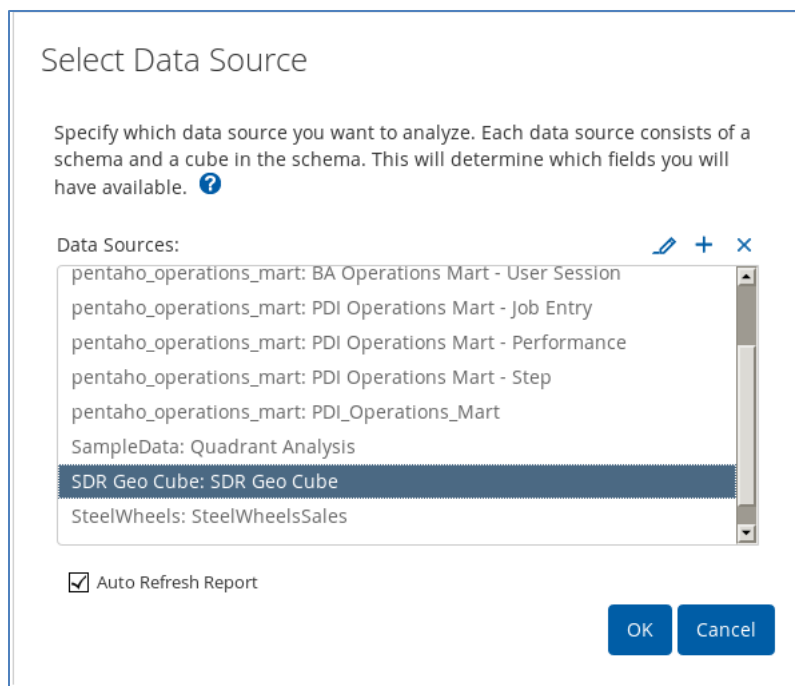 Select Data Source
Specify which data source you want to analyze. Each data source consists of a
schema and a cube in the schema. This will determine which fields you will
have available. ?
Data Sources:
pentaho_operations_mart: BA Operations Mart - User Session
pentaho_operations_mart: PDI Operations Mart - Job Entry
pentaho_operations_mart: PDI Operations Mart - Performance
pentaho_operations_mart: PDI Operations Mart - Step
pentaho_operations_mart: PDI_Operations_Mart
SampleData: Quadrant Analysis
SDR Geo Cube: SDR Geo Cube
SteelWheels: SteelWheelsSales
Auto Refresh Report
OK Cancel